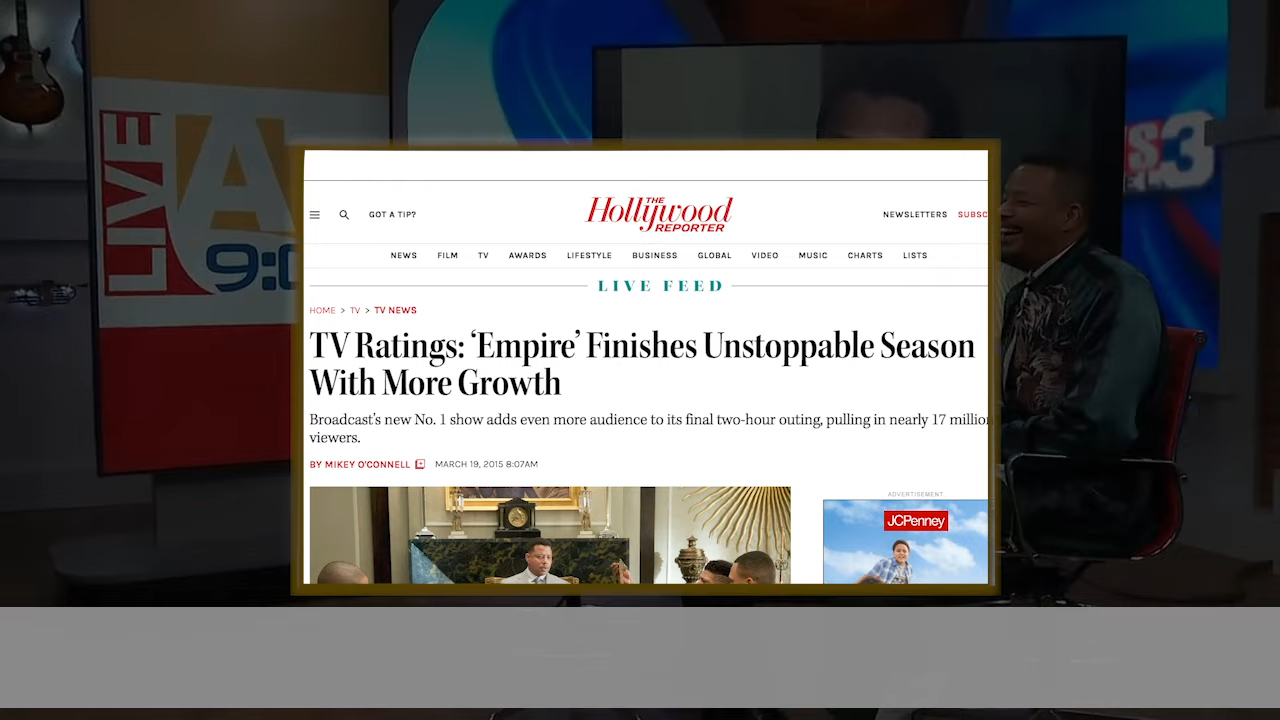 LIVE
A
9:0
S.3
GOT A TIP?
THE
Hollywood
REPORTER
NEWSLETTERS SUBSC
NEWS FILM TV AWARDS LIFESTYLE BUSINESS GLOBAL VIDEO MUSIC CHARTS LISTS
LIVE FEED
HOME > TV > TV NEWS
TV Ratings: ‘Empire’ Finishes Unstoppable Season
With More Growth
Broadcast’s new No. 1 show adds even more audience to its final two-hour outing, pulling in nearly 17 million
viewers.
BY MIKEY O’CONNELL MARCH 19, 2015 8:07AM
ADVERTISEMENT
JCPenney